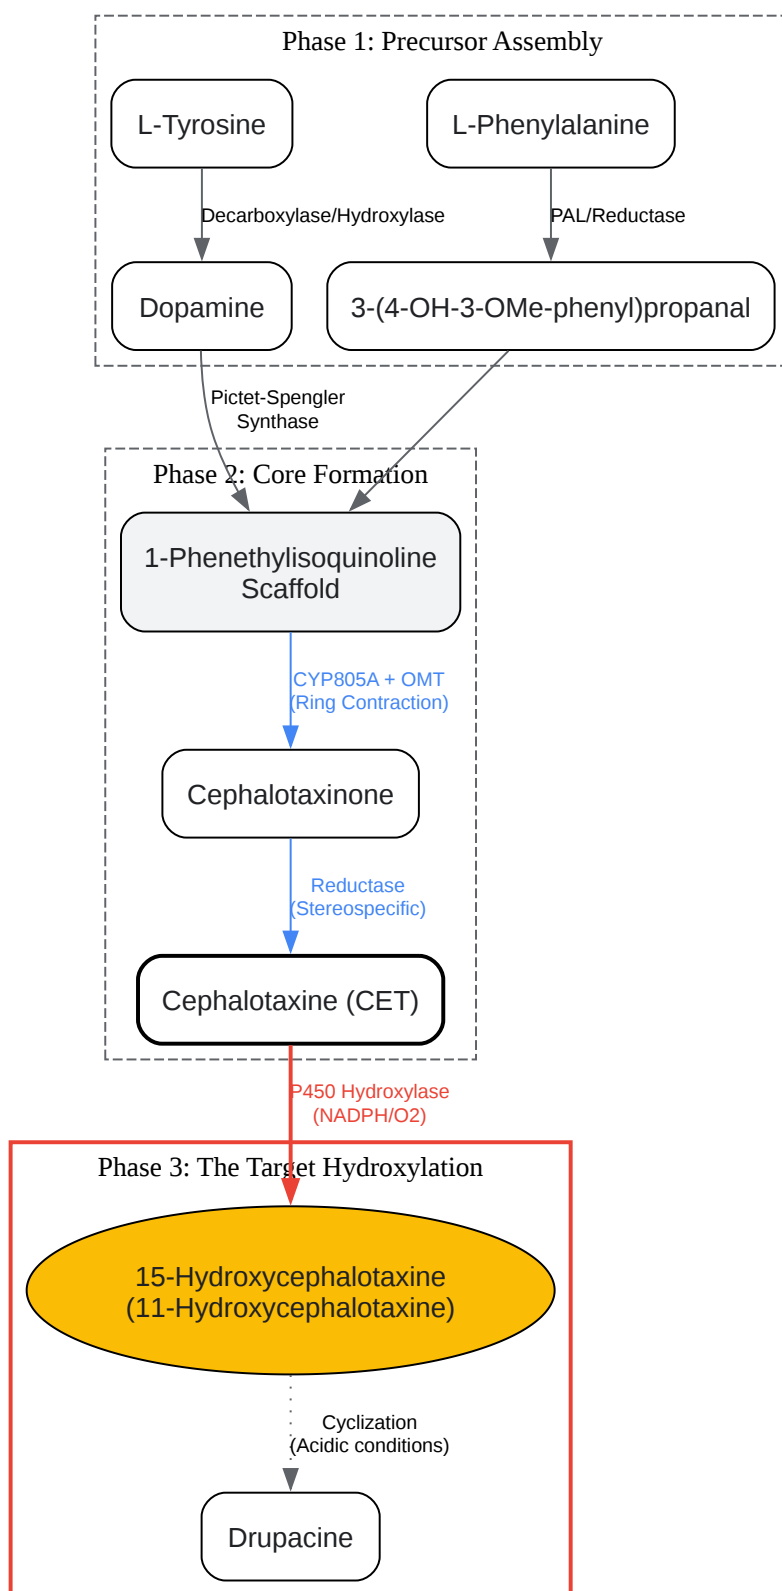 Phase 1: Precursor Assembly
L-Tyrosine
L-Phenylalanine
Decarboxylase/Hydroxylase
PAL/Reductase
Dopamine
3-(4-OH-3-OMe-phenyl)propanal
Pictet-Spengler
Synthase
Phase 2: Core Formation
1-Phenethylisoquinoline
Scaffold
CYP805A + OMT
(Ring Contraction)
Cephalotaxinone
Reductase
(Stereospecific)
Cephalotaxine (CET)
P450 Hydroxylase
(NADPH/O2)
Phase 3: The Target Hydroxylation
15-Hydroxycephalotaxine
(11-Hydroxycephalotaxine)
Cyclization
(Acidic conditions)
Drupacine